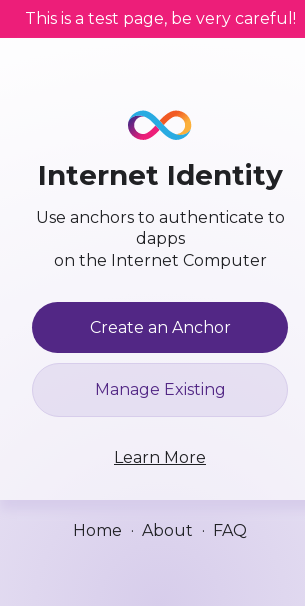 This is a test page, be very careful!
Internet Identity
Use anchors to authenticate to
dapps
on the Internet Computer
Create an Anchor
Manage Existing
Learn More
Home · About · FAQ